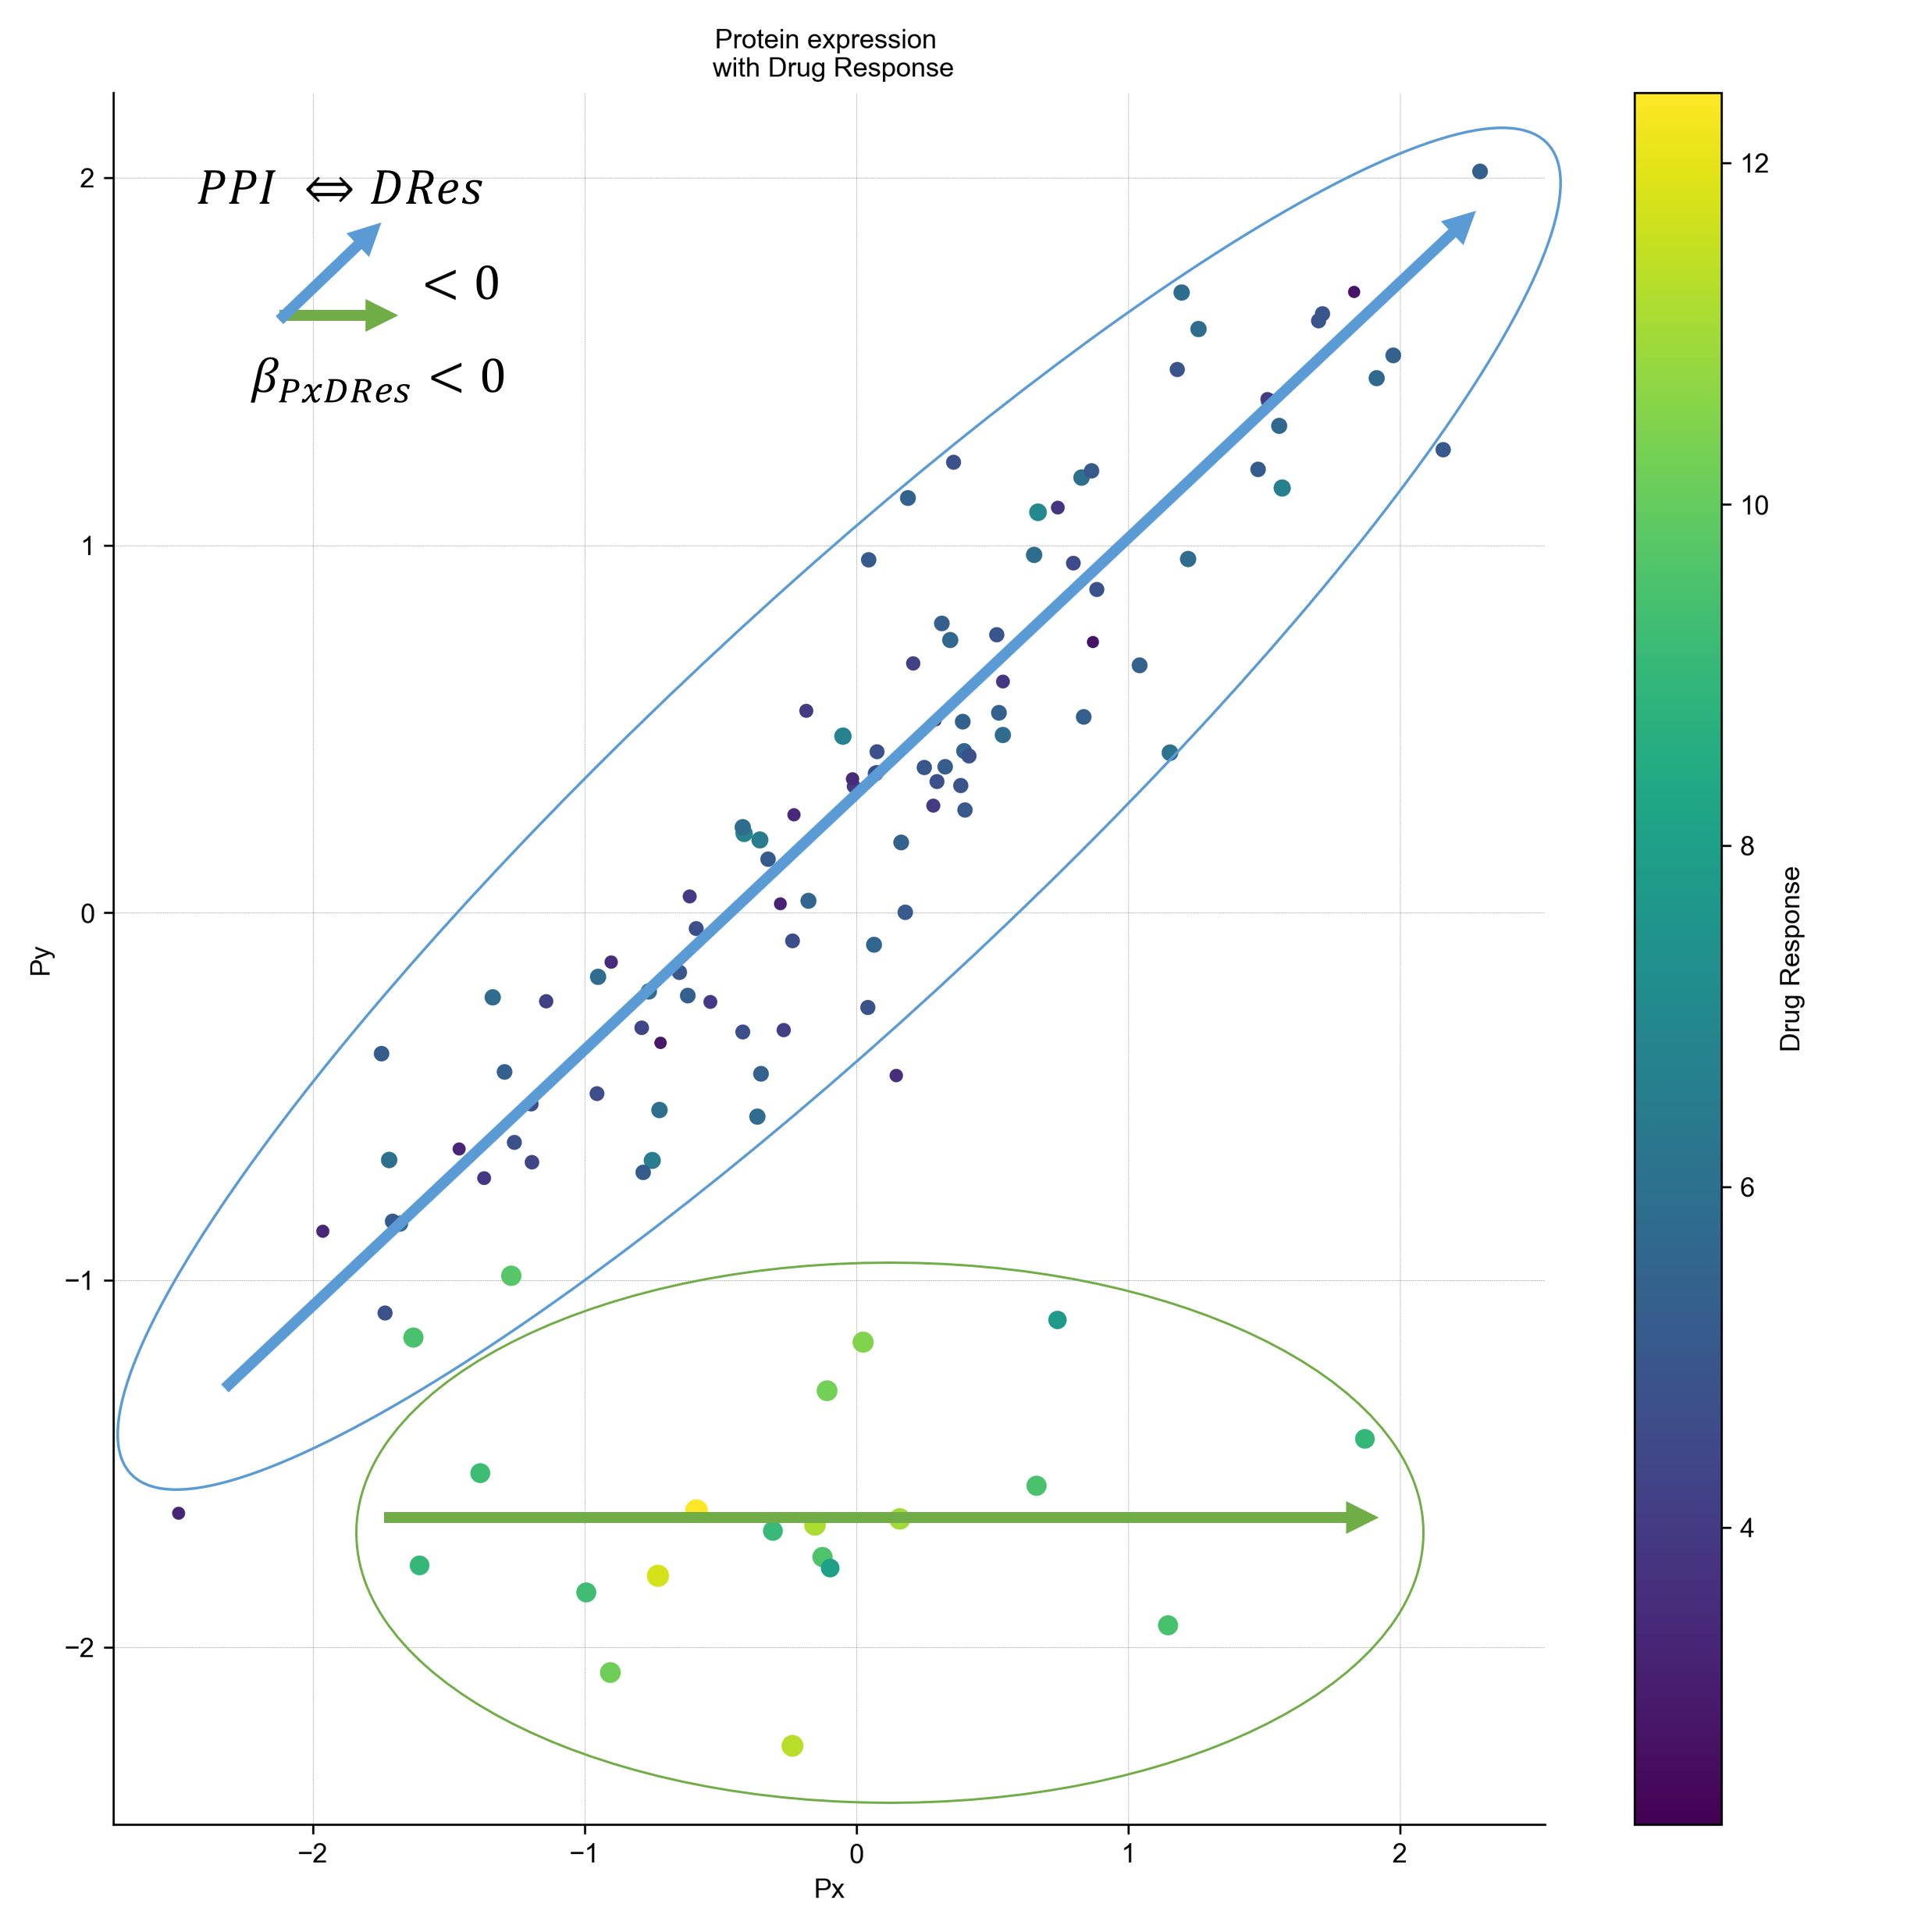 Protein expression
with Drug Response
PPI ⇔ DRes
< 0
βPxDRes < 0
2
1
0
−1
−2
Py
−2
−1
0
1
2
Px
12
10
8
6
4
Drug Response